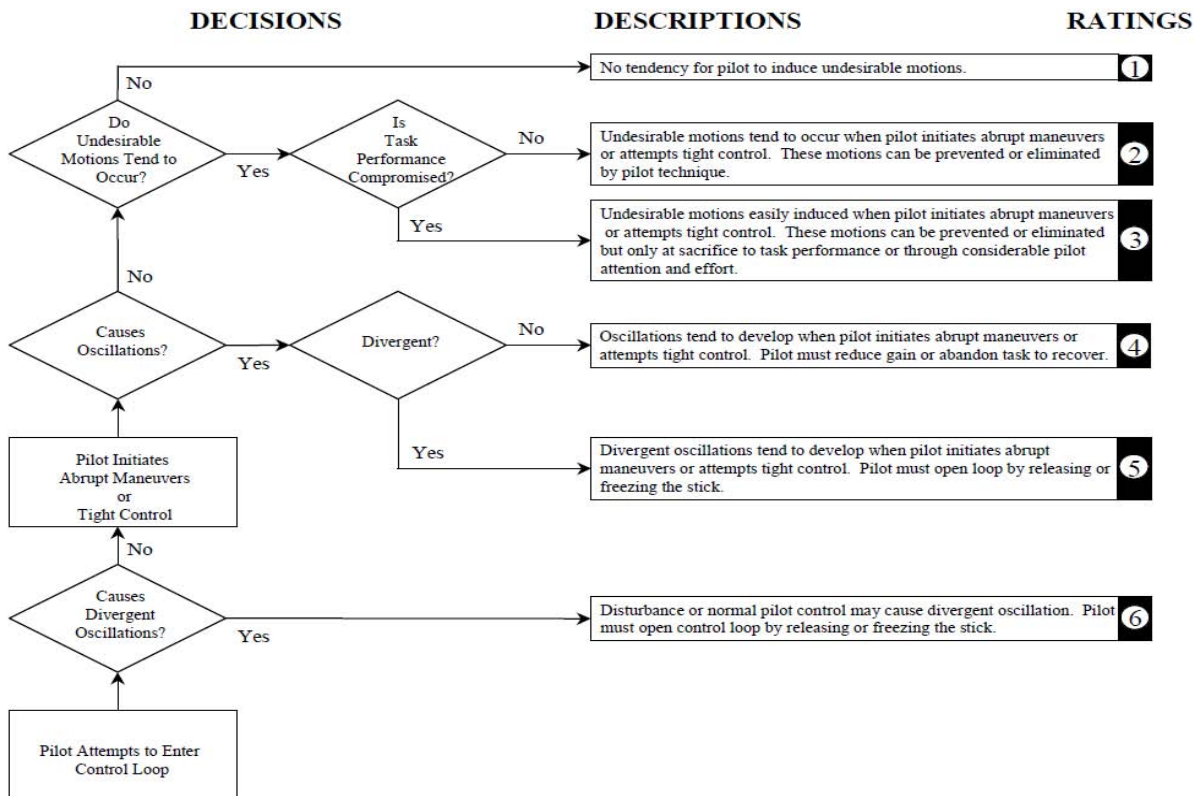 DECISIONS DESCRIPTIONS RATINGS
No
No tendency for pilot to induce undesirable motions.
1
Do
Undesirable
Motions Tend to
Occur?
Yes
Is
Task
Performance
Compromised?
No
Undesirable motions tend to occur when pilot initiates abrupt maneuvers
or attempts tight control. These motions can be prevented or eliminated
by pilot technique.
2
Yes
Undesirable motions easily induced when pilot initiates abrupt maneuvers
or attempts tight control. These motions can be prevented or eliminated
but only at sacrifice to task performance or through considerable pilot
attention and effort.
3
No
Causes
Oscillations?
Yes
Divergent?
No
Oscillations tend to develop when pilot initiates abrupt maneuvers or
attempts tight control. Pilot must reduce gain or abandon task to recover.
4
Yes
Divergent oscillations tend to develop when pilot initiates abrupt
maneuvers or attempts tight control. Pilot must open loop by releasing or
freezing the stick.
5
Pilot Initiates
Abrupt Maneuvers
or
Tight Control
No
Causes
Divergent
Oscillations?
Yes
Disturbance or normal pilot control may cause divergent oscillation. Pilot
must open control loop by releasing or freezing the stick.
6
Pilot Attempts to Enter
Control Loop